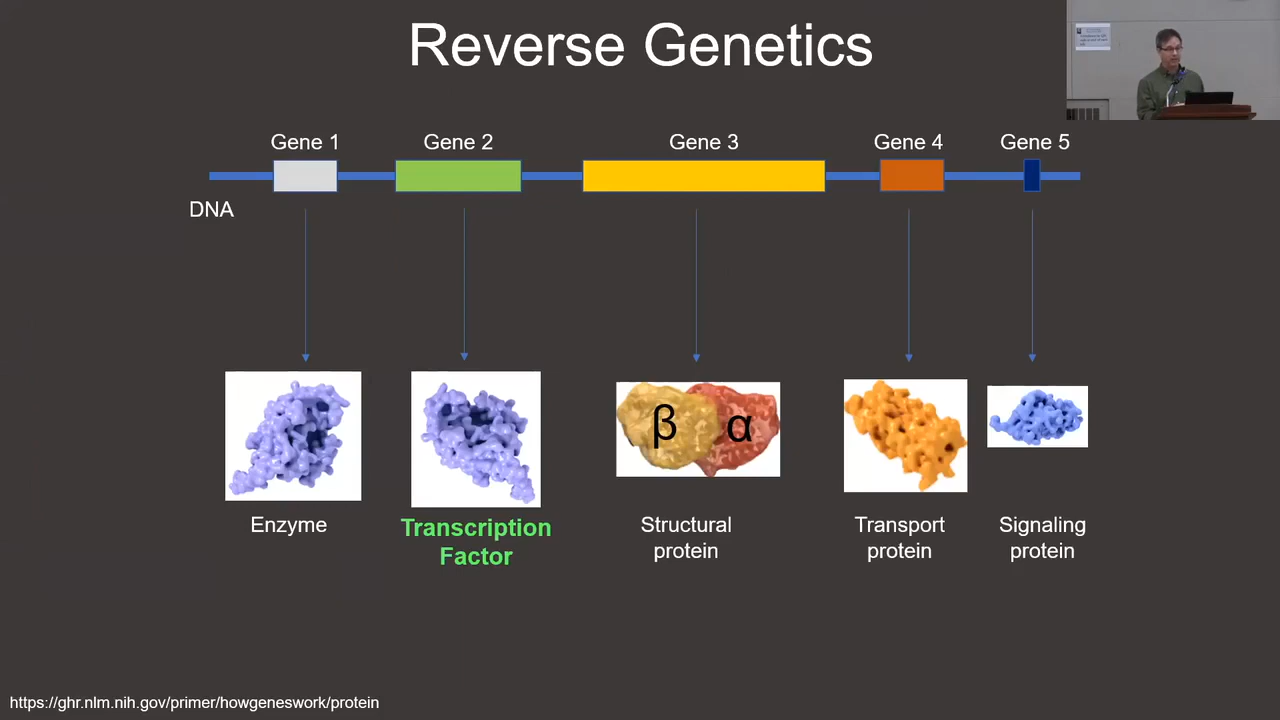 Reverse Genetics
Gene 1
Gene 2
Gene 3
Gene 4
Gene 5
DNA
β
α
Enzyme
Transcription
Factor
Structural
protein
Transport
protein
Signaling
protein
https://ghr.nlm.nih.gov/primer/howgeneswork/protein